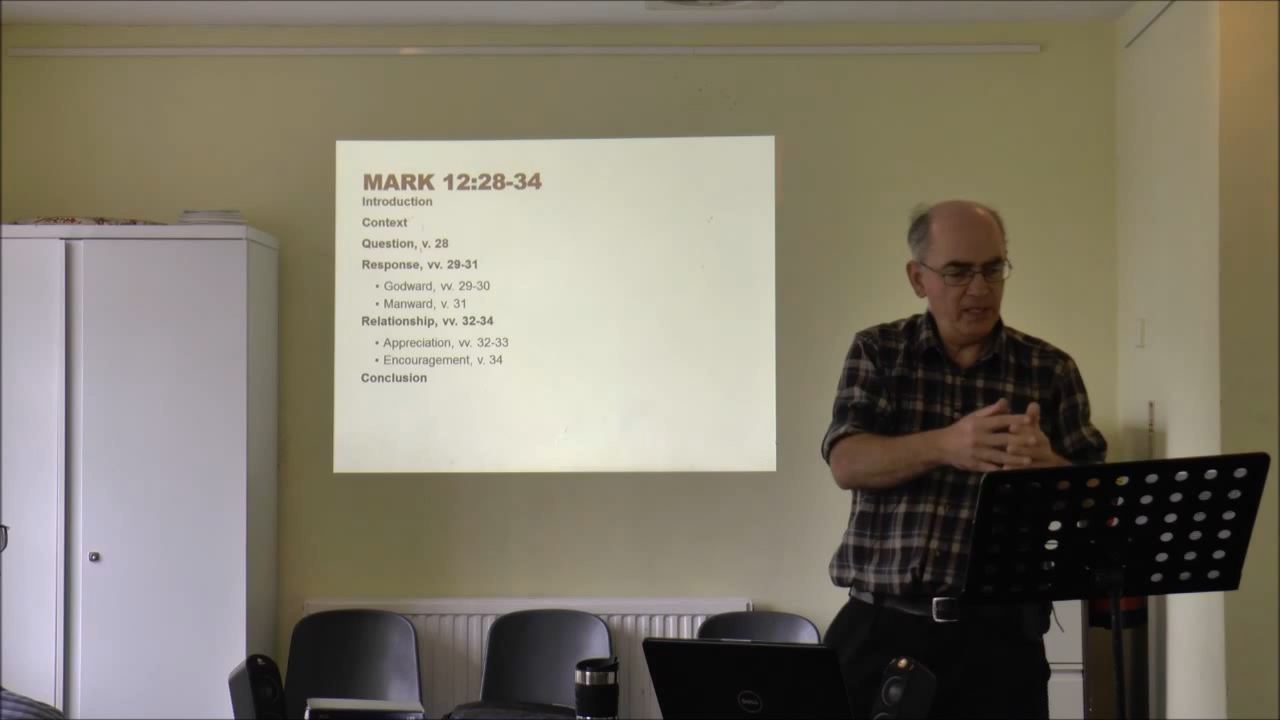 MARK 12:28-34
Introduction
Context
Question, v. 28
Response, vv. 29-31
• Godward, vv. 29-30
• Manward, v. 31
Relationship, vv. 32-34
• Appreciation, vv. 32-33
• Encouragement, v. 34
Conclusion
DELL